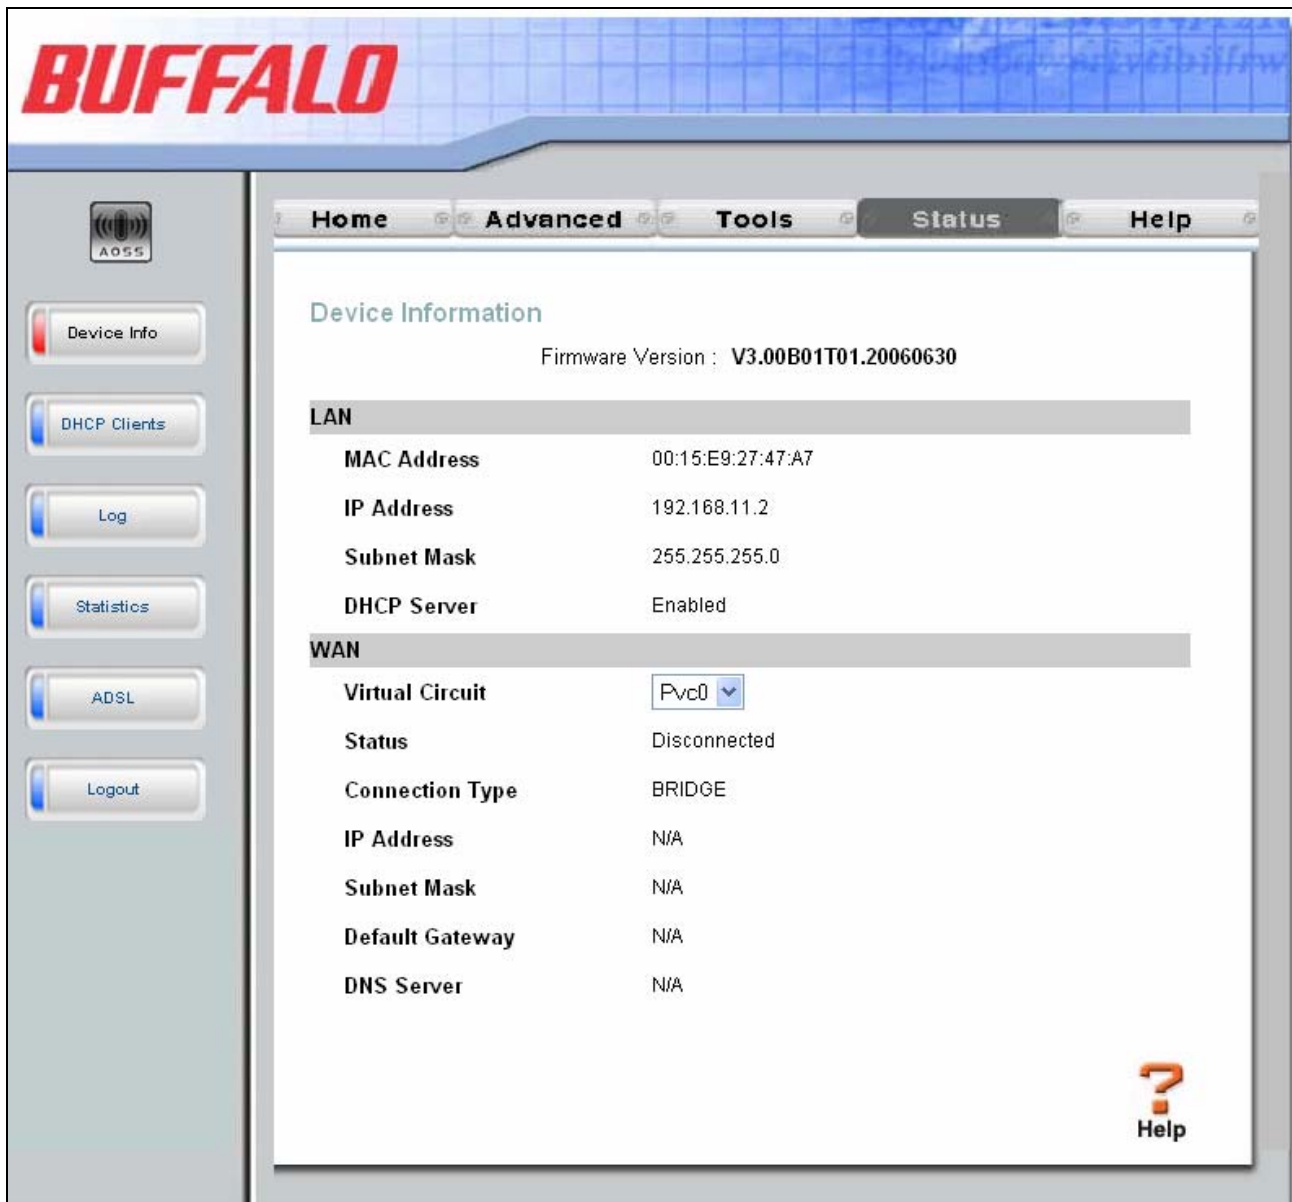 BUFFALO
AOSS
Home Advanced Tools Status Help
Device Info
DHCP Clients
Log
Statistics
ADSL
Logout
Device Information
Firmware Version : V3.00B01T01.20060630
LAN
MAC Address 00:15:E9:27:47:A7
IP Address 192.168.11.2
Subnet Mask 255.255.255.0
DHCP Server Enabled
WAN
Virtual Circuit Pvc0
Status Disconnected
Connection Type BRIDGE
IP Address N/A
Subnet Mask N/A
Default Gateway N/A
DNS Server N/A
Help